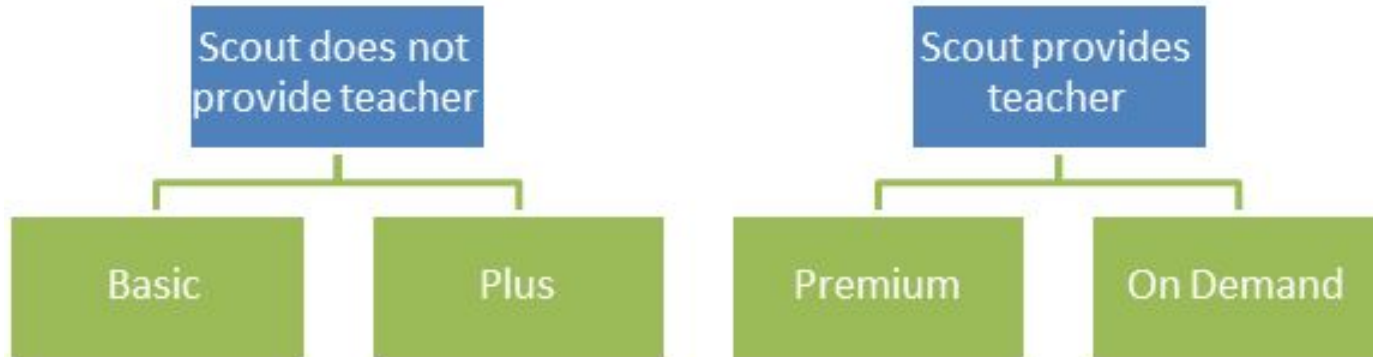 Scout does not
provide teacher
Scout provides
teacher
Basic
Plus
Premium
On Demand